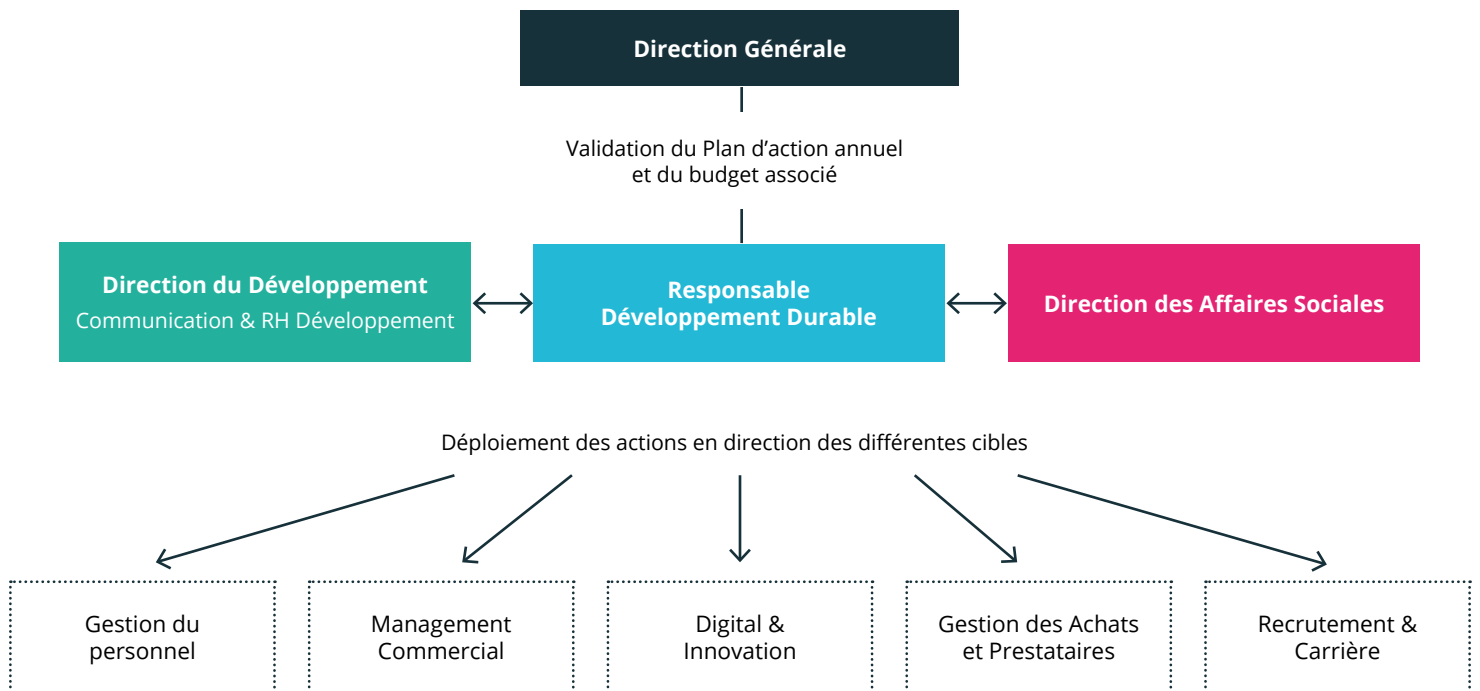 Direction Générale
Validation du Plan d’action annuel
et du budget associé
Direction du Développement
Communication & RH Développement
Responsable
Développement Durable
Direction des Affaires Sociales
Déploiement des actions en direction des différentes cibles
Gestion du
personnel
Management
Commercial
Digital &
Innovation
Gestion des Achats
et Prestataires
Recrutement &
Carrière